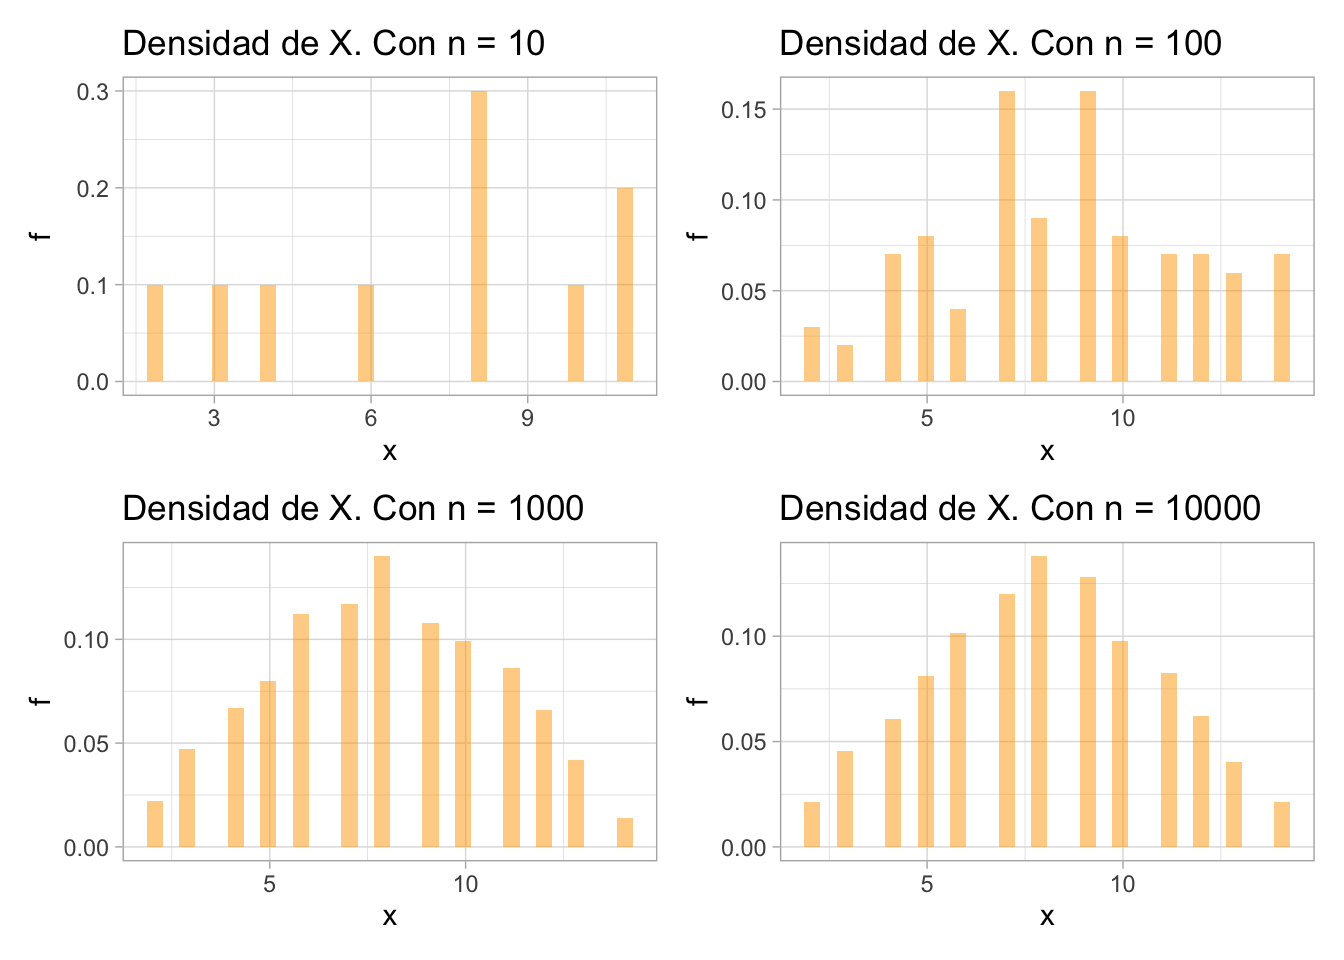 Densidad de X. Con n = 10
0.3
0.2
0.1
0.0
f
3 6 9
x
Densidad de X. Con n = 100
0.15
0.10
0.05
0.00
f
5 10
x
Densidad de X. Con n = 1000
0.10
0.05
0.00
f
5 10
x
Densidad de X. Con n = 10000
0.10
0.05
0.00
f
5 10
x